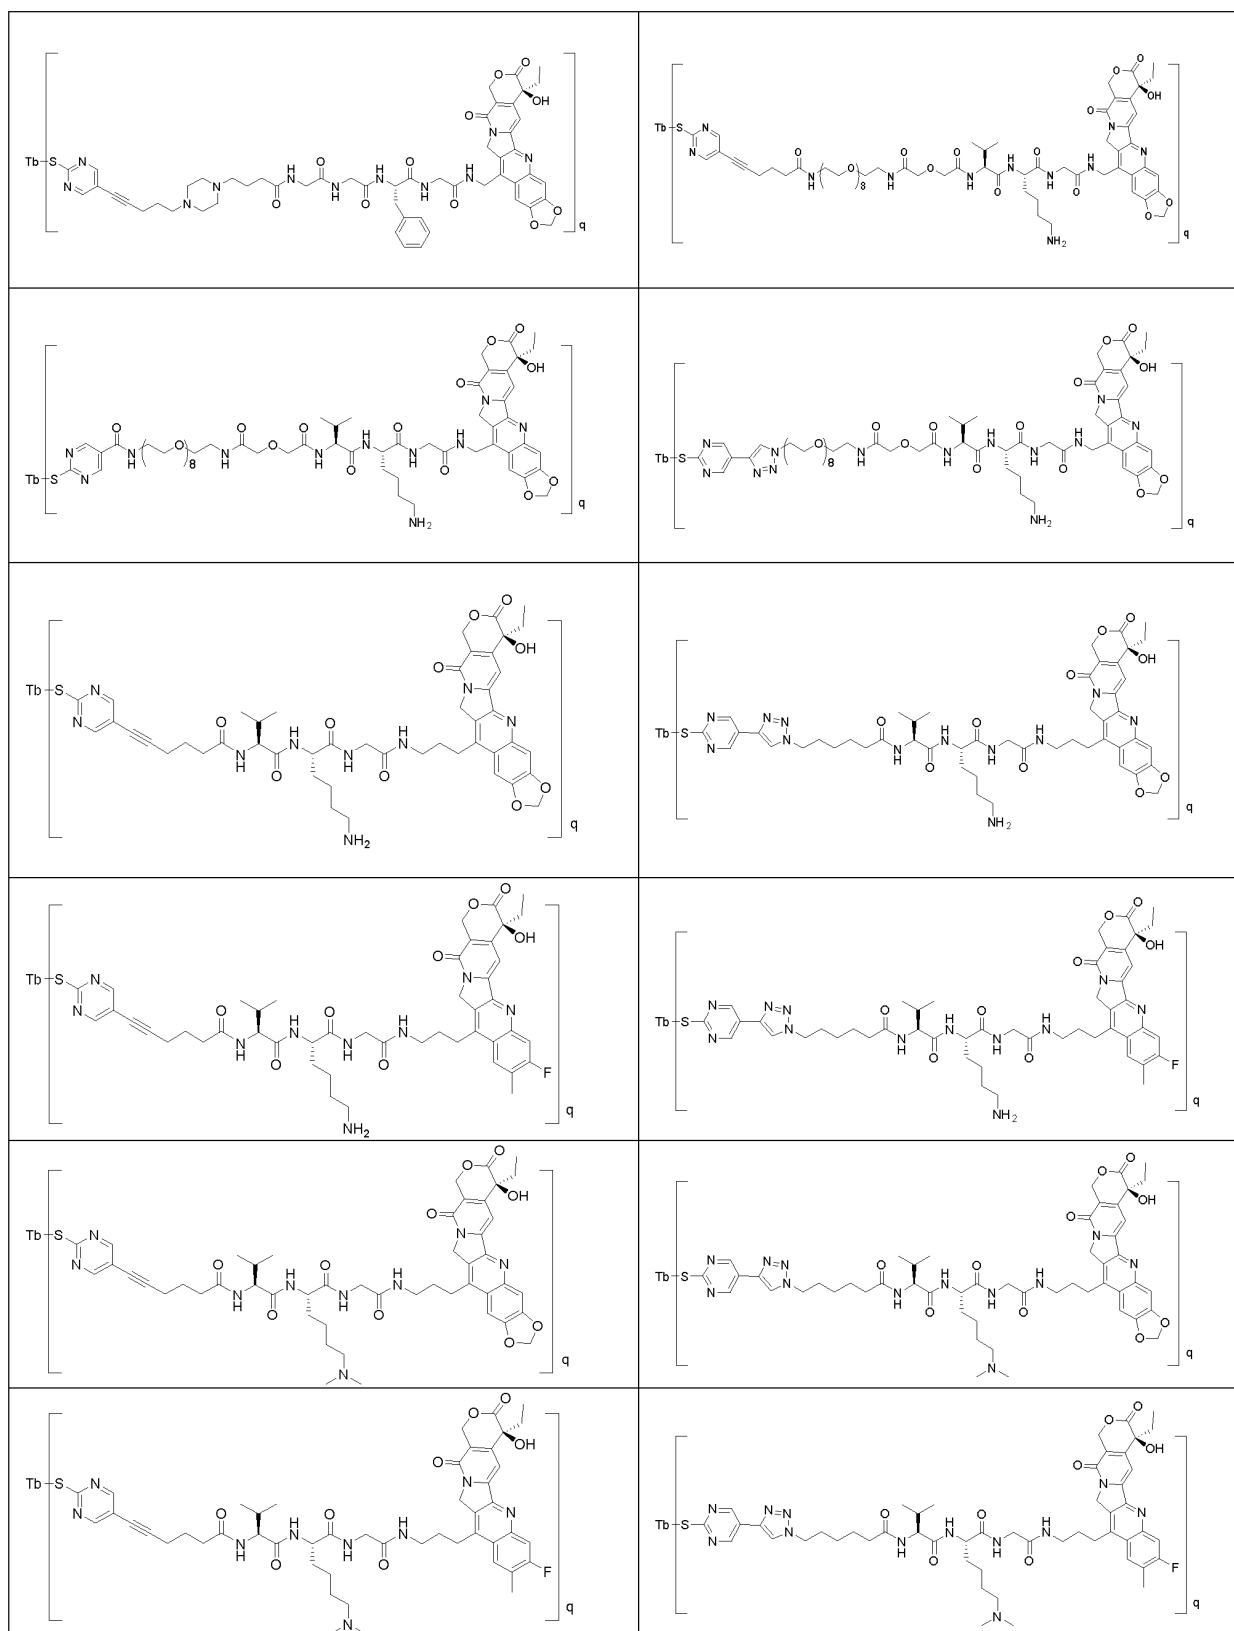 O
O
OH
O
N
O O O H
Tb S N N N N N
N N N N N
H H O H O
O
O
q
O
O
OH
O
N
Tb S N O O O H O H N
N N O N O N N N
H 8 H H O H O
O
O
NH2
q
O
O
OH
O
N
O O O H O H N
N O N O N N N
H 8 H H O H O
N
Tb S N
O
O
NH2
q
O
O
OH
O
N
N O O H O H N
Tb S N N O N O N N N
N N 8 H H O H O
O
O
NH2
q
O
O
OH
O
N
Tb S N
N O H O H N
N N N N
H O H O
O
O
NH2
q
O
O
OH
O
N
N N N O H O H N
Tb S N N N N N
H O H O
O
O
NH2
q
O
O
OH
O
N
Tb S N
N O H O H N
N N N N
H O H O
F
NH2
q
O
O
OH
O
N
N N N O H O H N
Tb S N N N N N
H O H O
F
NH2
q
O
O
OH
O
N
Tb S N
N O H O H N
N N N N
H O H O
O
O
N
q
O
O
OH
O
N
N N N O H O H N
Tb S N N N N N
H O H O
O
O
N
q
O
O
OH
O
N
Tb S N
N O H O H N
N N N N
H O H O
F
N
q
O
O
OH
O
N
N N N O H O H N
Tb S N N N N N
H O H O
F
N
q